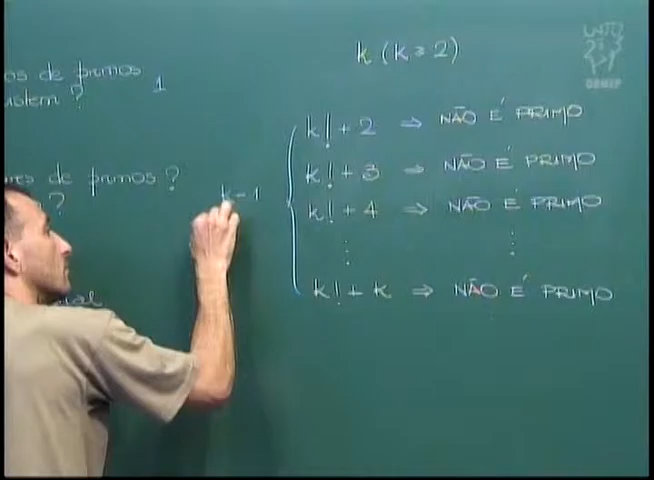 os de primos 1
istem ?
k (k ≥ 2)
k! + 2 ⇒ NÃO É PRIMO
k! + 3 ⇒ NÃO É PRIMO
k! + 4 ⇒ NÃO É PRIMO
⋮ ⋮
k! + k ⇒ NÃO É PRIMO
de primos ?
?
k - 1
OBMEP